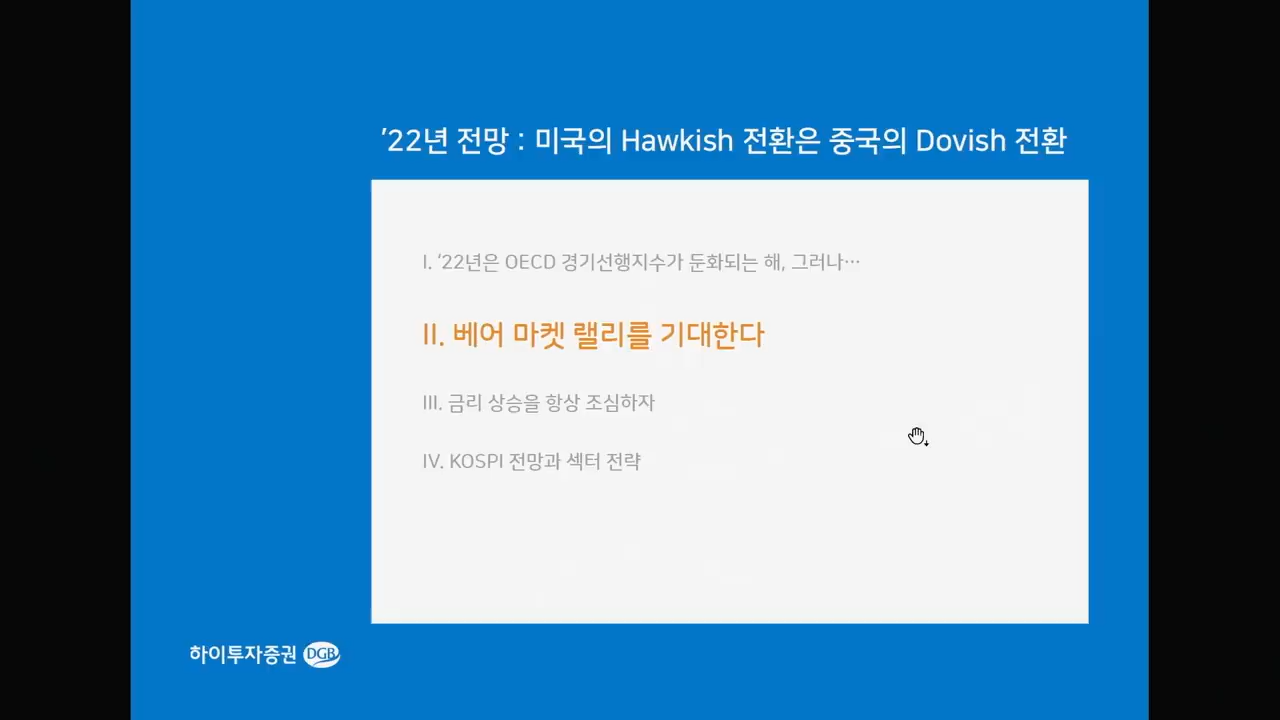 ’22년 전망 : 미국의 Hawkish 전환은 중국의 Dovish 전환
I. ‘22년은 OECD 경기선행지수가 둔화되는 해, 그러나…
II. 베어 마켓 랠리를 기대한다
III. 금리 상승을 항상 조심하자
IV. KOSPI 전망과 섹터 전략
하이투자증권 DGB